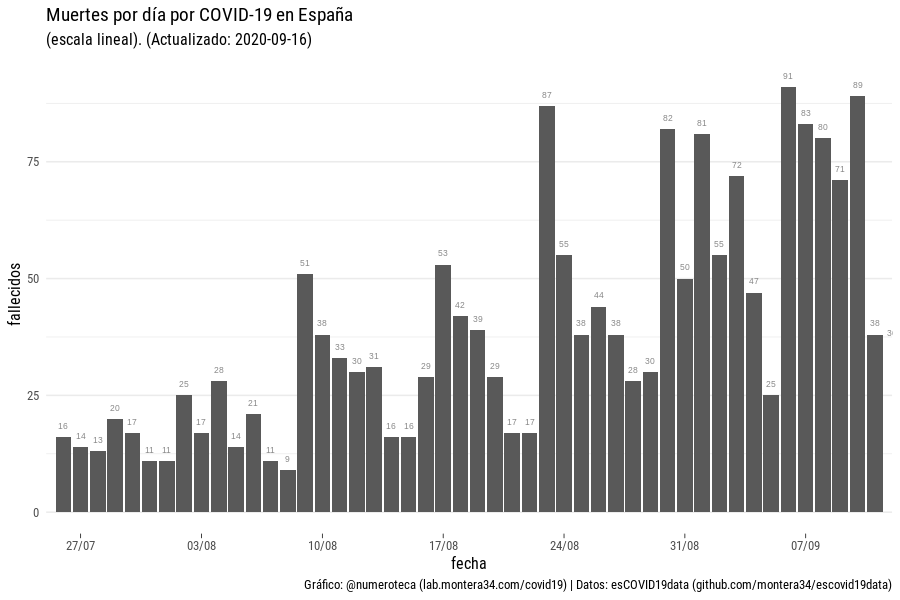 Muertes por día por COVID-19 en España
(escala lineal). (Actualizado: 2020-09-16)
fallecidos
75
50
25
0
16 14 13 20 17 11 11 25 17 28 14 21 11 9 51 38 33 30 31 16 16 29 53 42 39 29 17 17 87 55 38 44 38 28 30 82 50 81 55 72 47 25 91 83 80 71 89 38
27/07 03/08 10/08 17/08 24/08 31/08 07/09
fecha
Gráfico: @numeroteca (lab.montera34.com/covid19) | Datos: esCOVID19data (github.com/montera34/escovid19data)